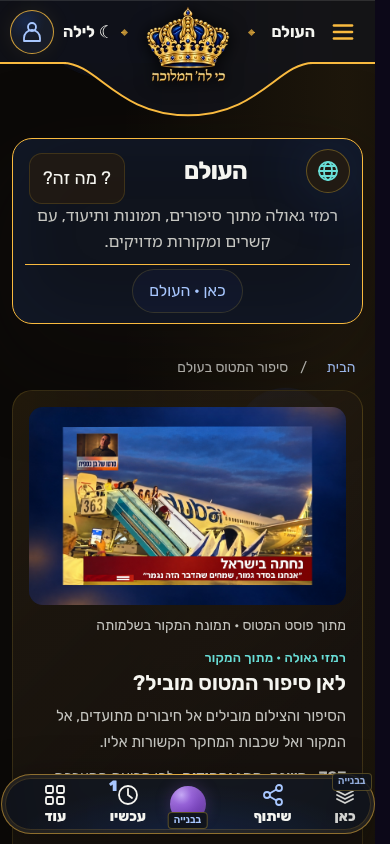 העולם
☾ לילה
כי לה' המלוכה
העולם
? מה זה?
רמזי גאולה מתוך סיפורים, תמונות ותיעוד, עם
קשרים ומקורות מדויקים.
כאן • העולם
הבית / סיפור המטוס בעולם
363
dubai
נחתה בישראל
"אנחנו בסדר גמור, שמחים שהדבר הזה נגמר"
מתוך פוסט המטוס • תמונת המקור בשלמותה
רמזי גאולה • מתוך המקור
לאן סיפור המטוס מוביל?
הסיפור והצילום מובילים אל חיבורים מתועדים, אל
המקור ואל שכבות המחקר הקשורות אליו.
בבנייה
כאן
שיתוף
בבנייה
1
עכשיו
עוד